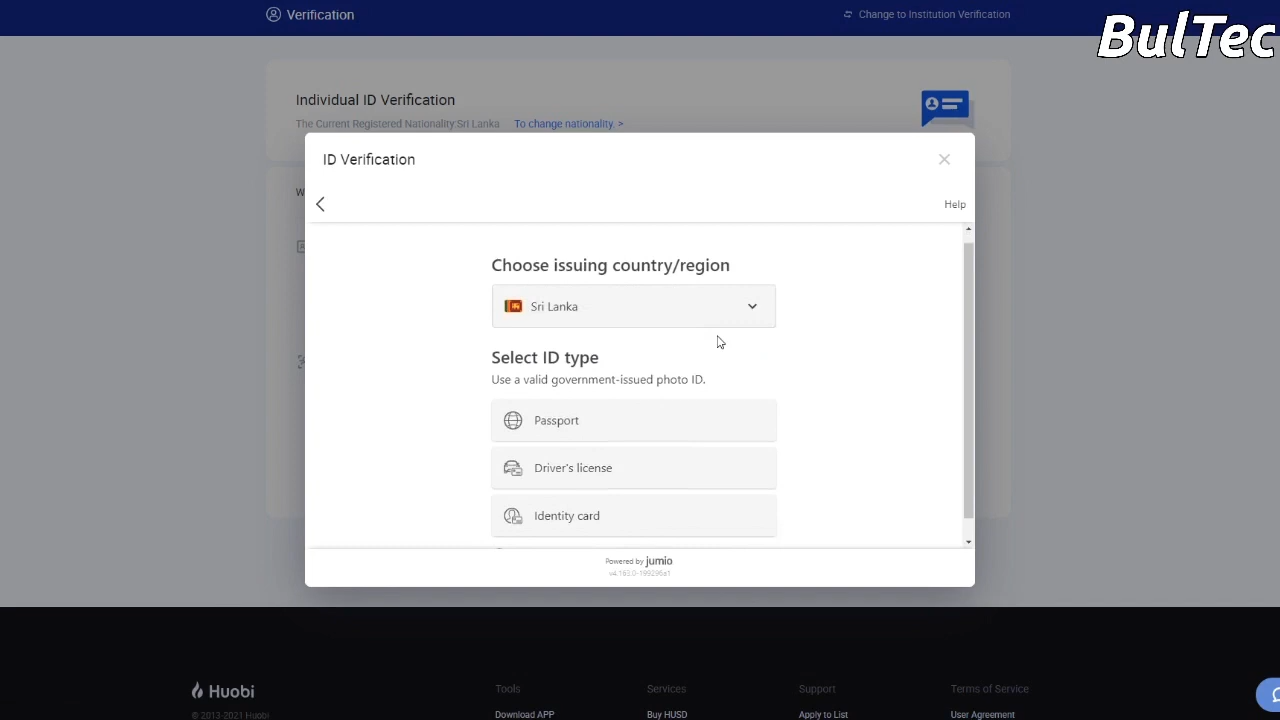 Verification
Change to Institution Verification
BulTec
Individual ID Verification
The Current Registered Nationality:Sri Lanka
To change nationality. >
W
ID Verification
Help
Choose issuing country/region
Sri Lanka
Select ID type
Use a valid government-issued photo ID.
Passport
Driver's license
Identity card
Powered by jumio
Huobi
Tools
Services
Support
Terms of Service
© 2013-2021 Huobi
Download APP
Buy HUSD
Apply to List
User Agreement